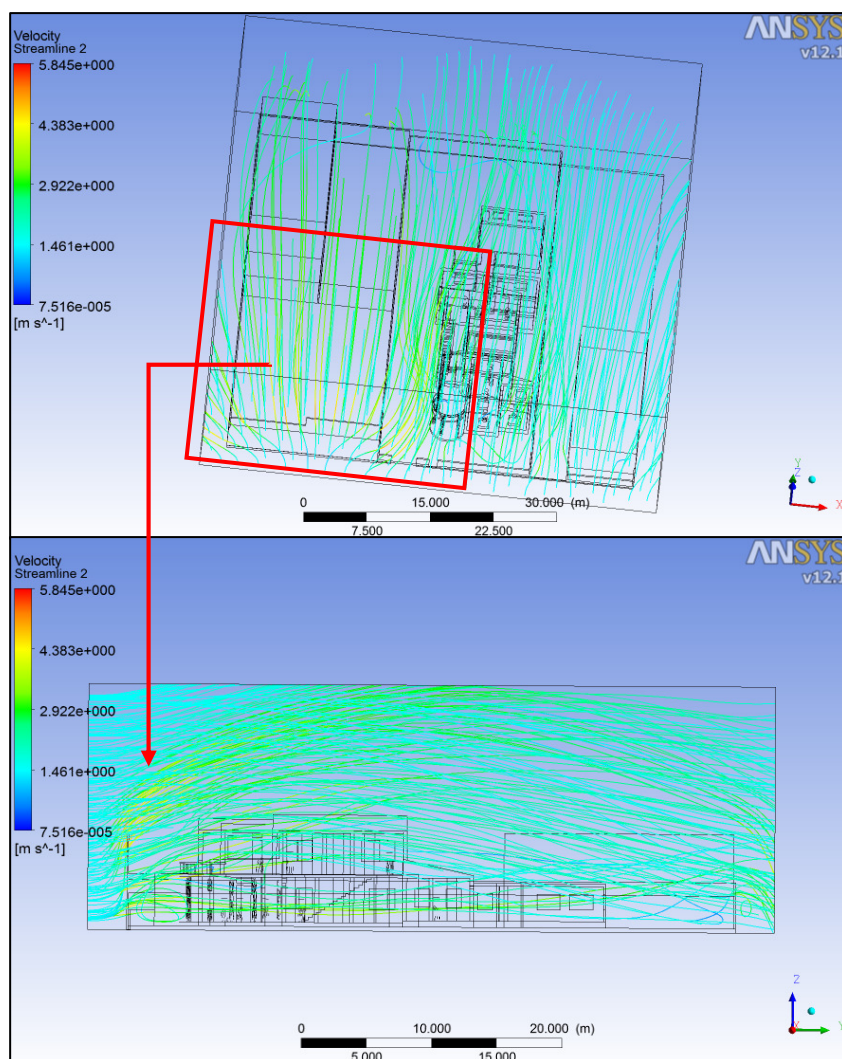 ANSYS
v12.1
Velocity
Streamline 2
5.845e+000
4.383e+000
2.922e+000
1.461e+000
7.516e-005
[m s^-1]
Y
Z
X
0 15.000 30.000 (m)
7.500 22.500
ANSYS
v12.1
Velocity
Streamline 2
5.845e+000
4.383e+000
2.922e+000
1.461e+000
7.516e-005
[m s^-1]
Z
X
Y
0 10.000 20.000 (m)
5.000 15.000